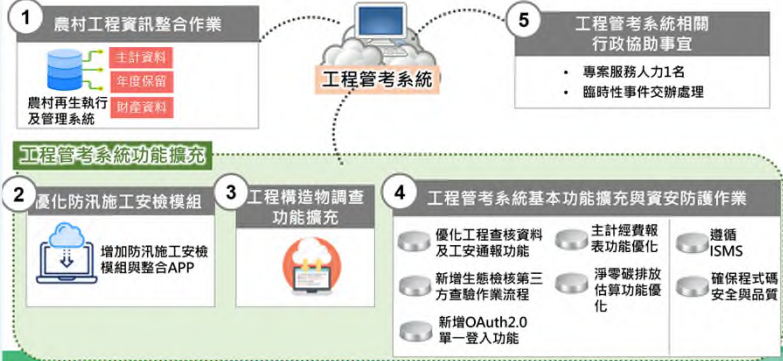 1
農村工程資訊整合作業
主計資料
年度保留
財產資料
農村再生執行
及管理系統
工程管考系統
5
工程管考系統相關
行政協助事宜
• 專案服務人力1名
• 臨時性事件交辦處理
工程管考系統功能擴充
2
優化防汛施工安檢模組
增加防汛施工安檢
模組與整合APP
3
工程構造物調查
功能擴充
4
工程管考系統基本功能擴充與資安防護作業
優化工程查核資料
及工安通報功能
新增生態檢核第三
方查驗作業流程
新增OAuth2.0
單一登入功能
主計經費報
表功能優化
淨零碳排放
估算功能優
化
遵循
ISMS
確保程式碼
安全與品質